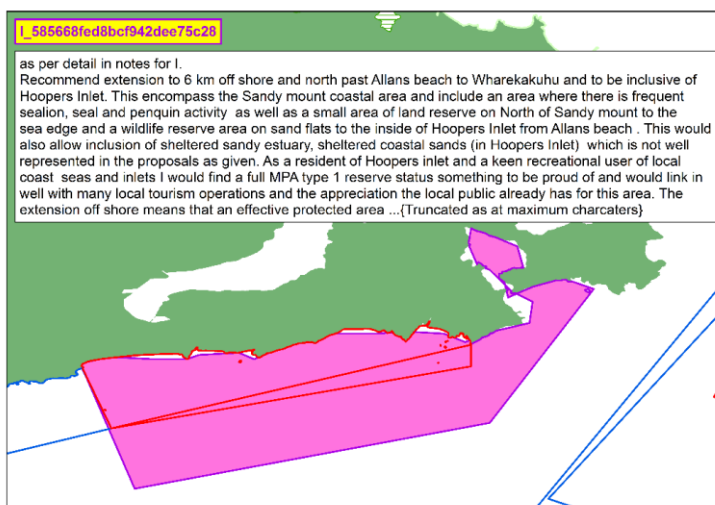 I_585668fed8bcf942dee75c28
as per detail in notes for I.
Recommend extension to 6 km off shore and north past Allans beach to Wharekakuhu and to be inclusive of
Hoopers Inlet. This encompass the Sandy mount coastal area and include an area where there is frequent
sealion, seal and penquin activity  as well as a small area of land reserve on North of Sandy mount to the
sea edge and a wildlife reserve area on sand flats to the inside of Hoopers Inlet from Allans beach . This would
also allow inclusion of sheltered sandy estuary, sheltered coastal sands (in Hoopers Inlet)  which is not well
represented in the proposals as given. As a resident of Hoopers inlet and a keen recreational user of local
coast  seas and inlets I would find a full MPA type 1 reserve status something to be proud of and would link in
well with many local tourism operations and the appreciation the local public already has for this area. The
extension off shore means that an effective protected area ...{Truncated as at maximum charcaters}